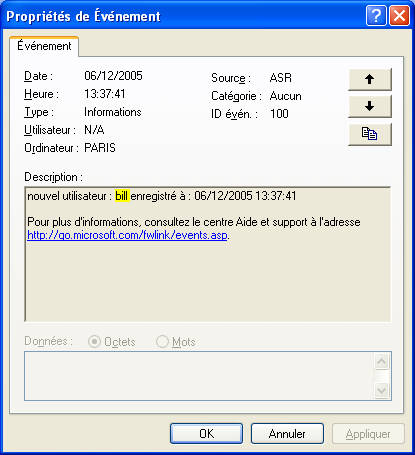 Propriétés de Événement
Événement
Date : 06/12/2005 Source : ASR
Heure : 13:37:41 Catégorie : Aucun
Type : Informations ID évén. : 100
Utilisateur : N/A
Ordinateur : PARIS
Description :
nouvel utilisateur : bill enregistré à : 06/12/2005 13:37:41
Pour plus d'informations, consultez le centre Aide et support à l'adresse
http://go.microsoft.com/fwlink/events.asp.
Données : Octets Mots
OK Annuler Appliquer